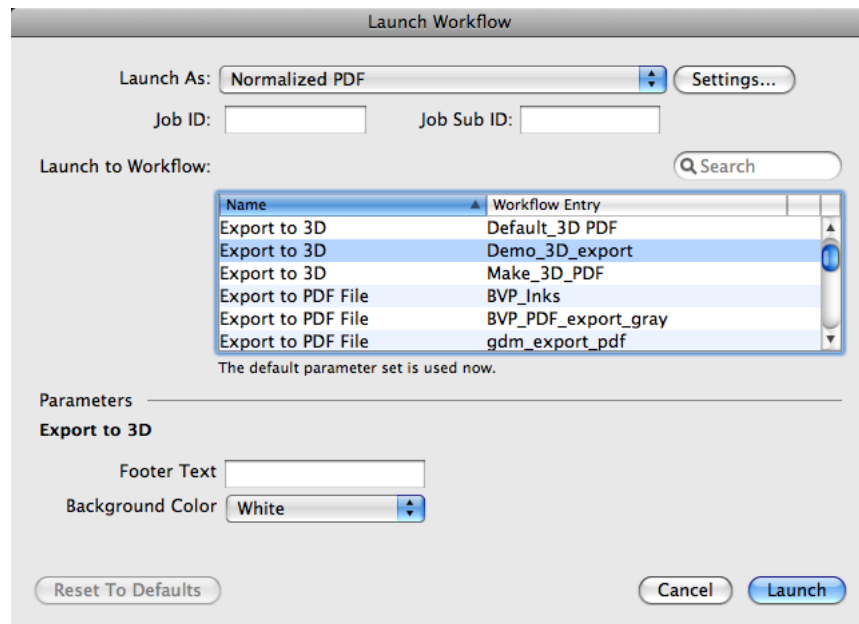 Launch Workflow
Launch As: Normalized PDF Settings...
Job ID: Job Sub ID:
Launch to Workflow: Search
Name Workflow Entry
Export to 3D Default_3D PDF
Export to 3D Demo_3D_export
Export to 3D Make_3D_PDF
Export to PDF File BVP_Inks
Export to PDF File BVP_PDF_export_gray
Export to PDF File gdm_export_pdf
The default parameter set is used now.
Parameters
Export to 3D
Footer Text
Background Color White
Reset To Defaults Cancel Launch